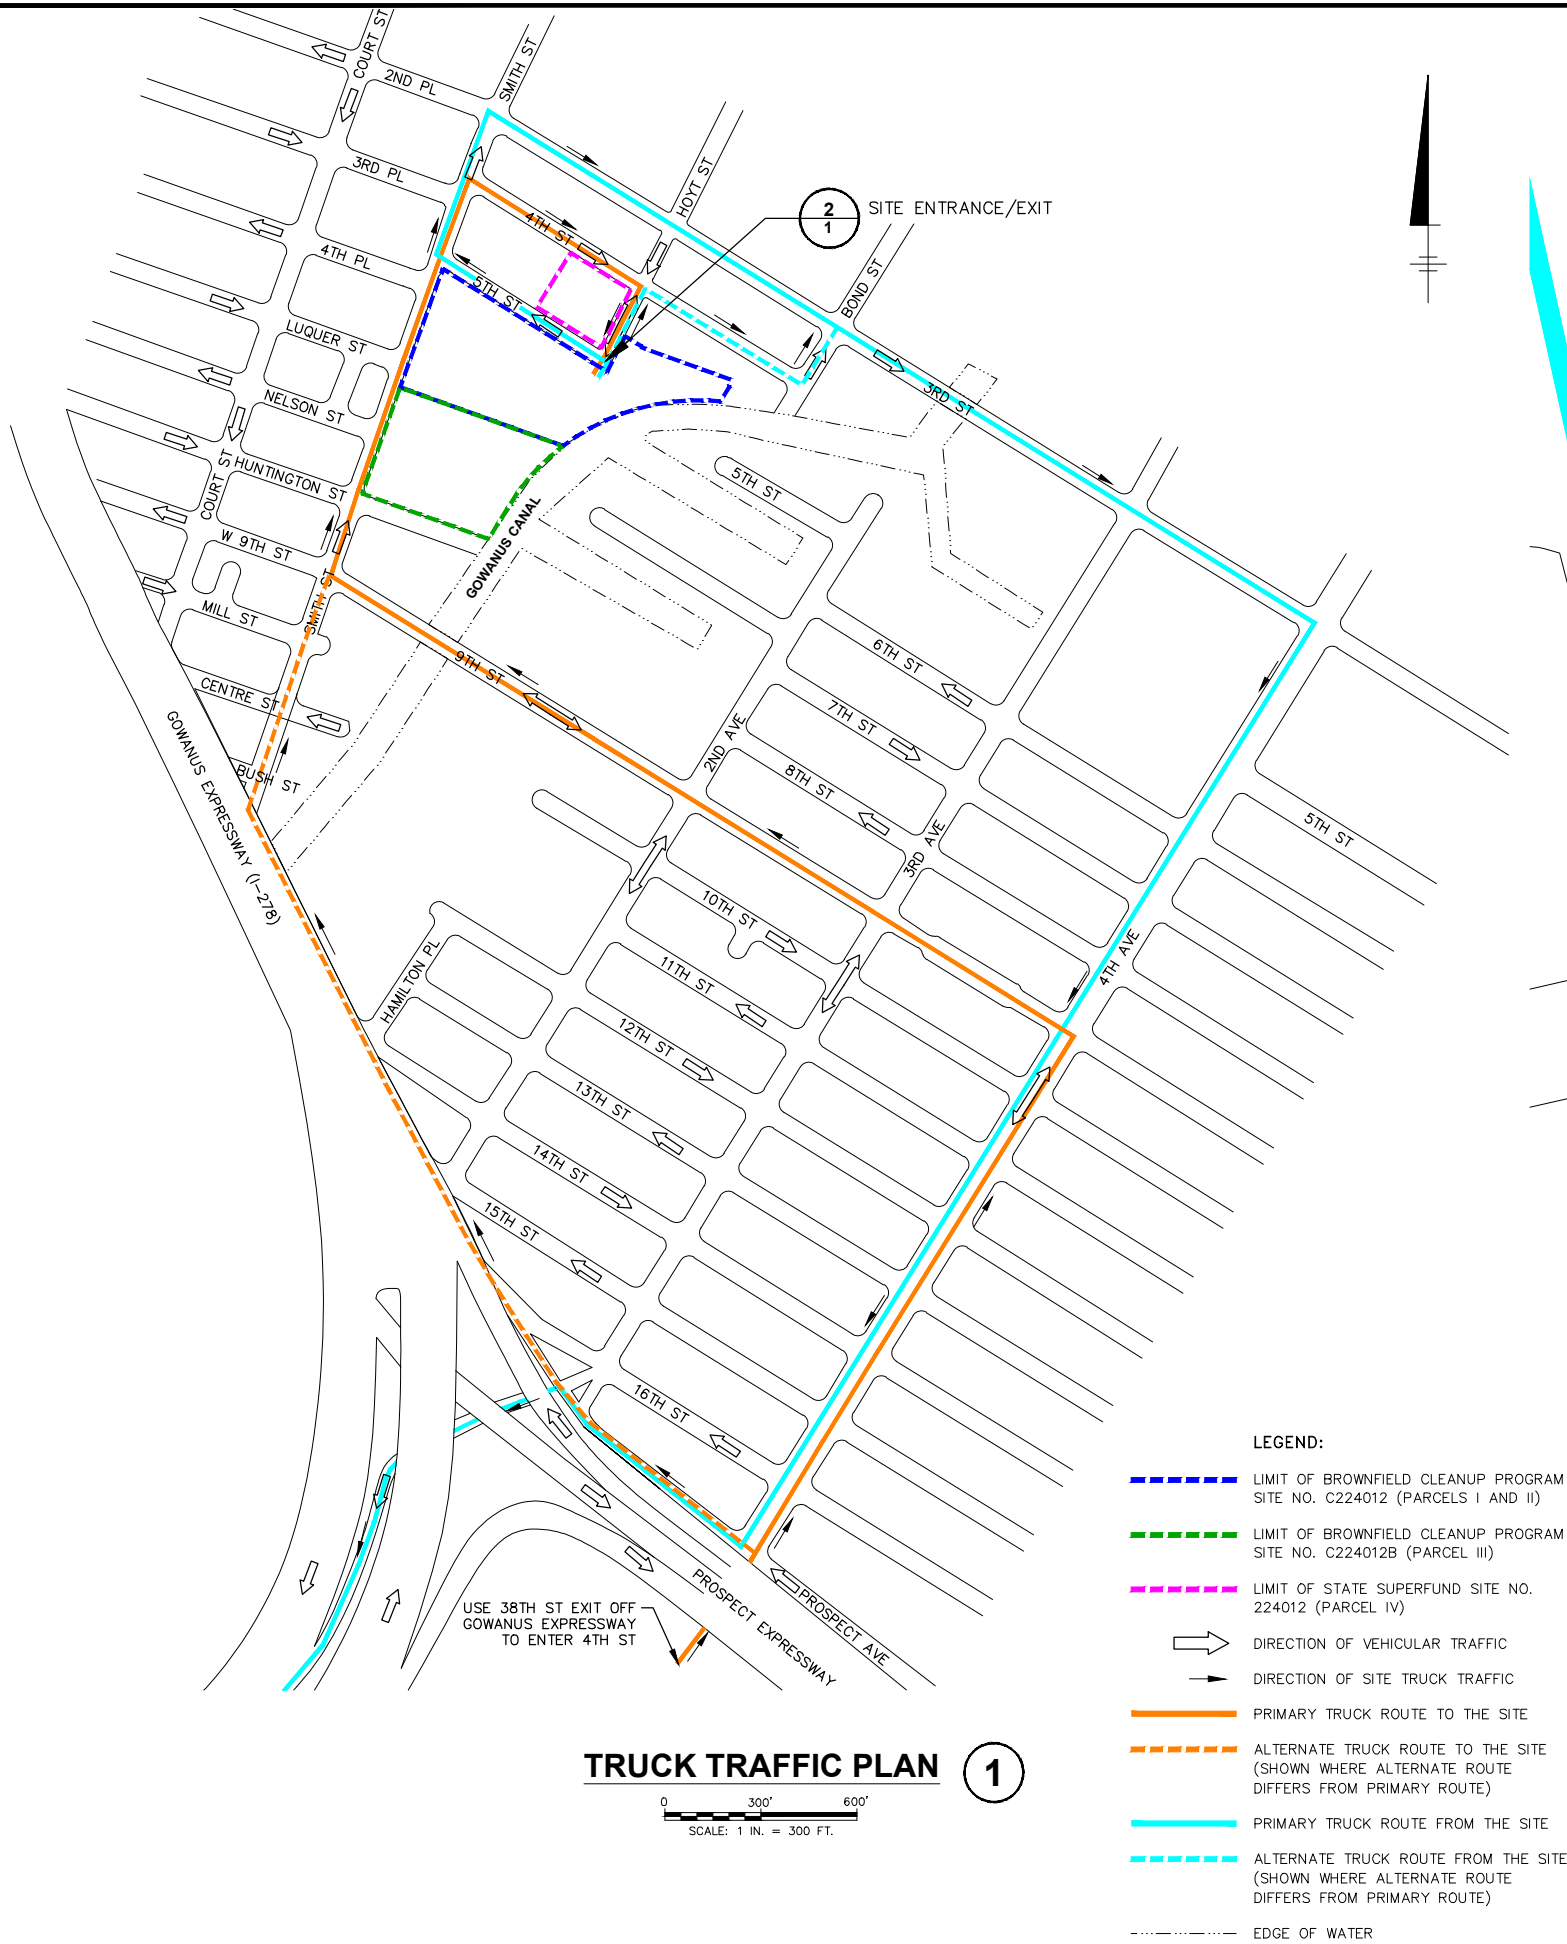 COURT ST
2ND PL
SMITH ST
3RD PL
HOYT ST
2
1
SITE ENTRANCE/EXIT
4TH ST
4TH PL
5TH ST
BOND ST
LUQUER ST
NELSON ST
3RD ST
HUNTINGTON ST
COURT ST
5TH ST
GOWANUS CANAL
W 9TH ST
SMITH ST
MILL ST
9TH ST
6TH ST
CENTRE ST
7TH ST
2ND AVE
8TH ST
BUSH ST
GOWANUS EXPRESSWAY (I-278)
3RD AVE
5TH ST
10TH ST
4TH AVE
HAMILTON PL
11TH ST
12TH ST
13TH ST
14TH ST
15TH ST
16TH ST
USE 38TH ST EXIT OFF
GOWANUS EXPRESSWAY
TO ENTER 4TH ST
PROSPECT EXPRESSWAY
PROSPECT AVE
LEGEND:
LIMIT OF BROWNFIELD CLEANUP PROGRAM
SITE NO. C224012 (PARCELS I AND II)
LIMIT OF BROWNFIELD CLEANUP PROGRAM
SITE NO. C224012B (PARCEL III)
LIMIT OF STATE SUPERFUND SITE NO.
224012 (PARCEL IV)
DIRECTION OF VEHICULAR TRAFFIC
DIRECTION OF SITE TRUCK TRAFFIC
PRIMARY TRUCK ROUTE TO THE SITE
ALTERNATE TRUCK ROUTE TO THE SITE
(SHOWN WHERE ALTERNATE ROUTE
DIFFERS FROM PRIMARY ROUTE)
PRIMARY TRUCK ROUTE FROM THE SITE
ALTERNATE TRUCK ROUTE FROM THE SITE
(SHOWN WHERE ALTERNATE ROUTE
DIFFERS FROM PRIMARY ROUTE)
EDGE OF WATER
TRUCK TRAFFIC PLAN
1
0 300' 600'
SCALE: 1 IN. = 300 FT.